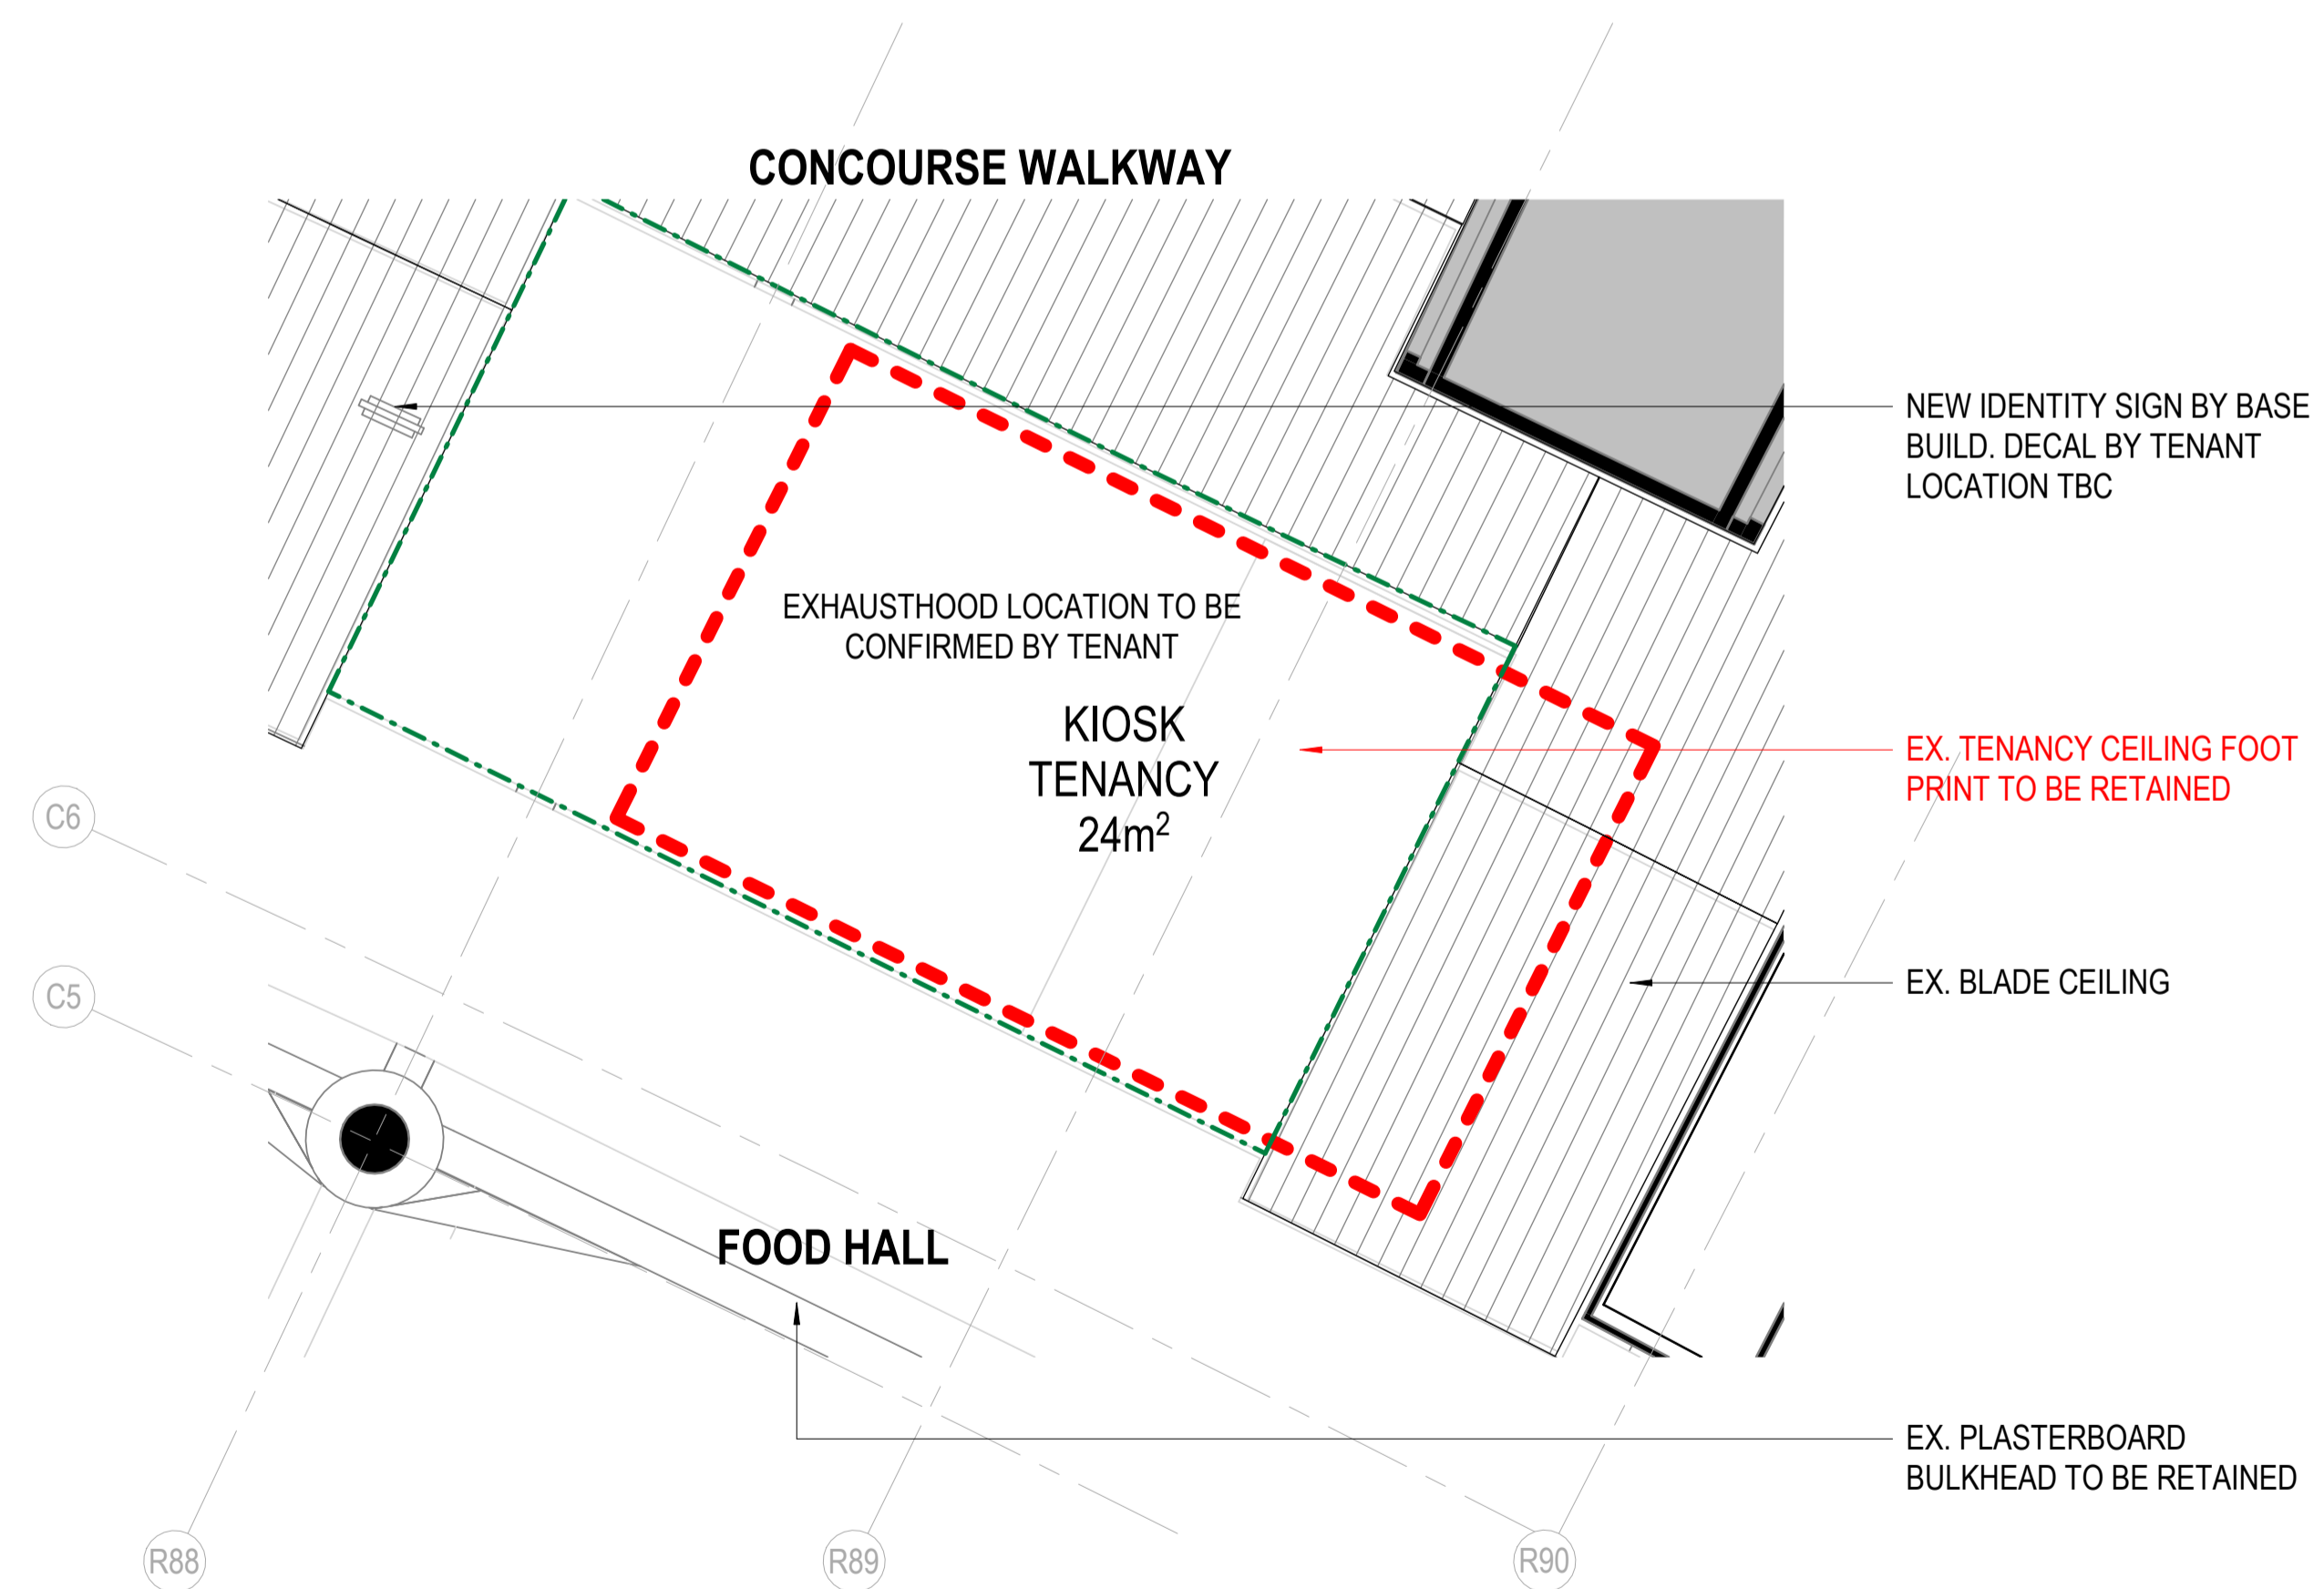 CONCOURSE WALKWAY
NEW IDENTITY SIGN BY BASE
BUILD. DECAL BY TENANT
LOCATION TBC
EXHAUSTHOOD LOCATION TO BE
CONFIRMED BY TENANT
KIOSK
TENANCY
24m²
EX. TENANCY CEILING FOOT
PRINT TO BE RETAINED
C6
EX. BLADE CEILING
C5
FOOD HALL
EX. PLASTERBOARD
BULKHEAD TO BE RETAINED
R88
R89
R90